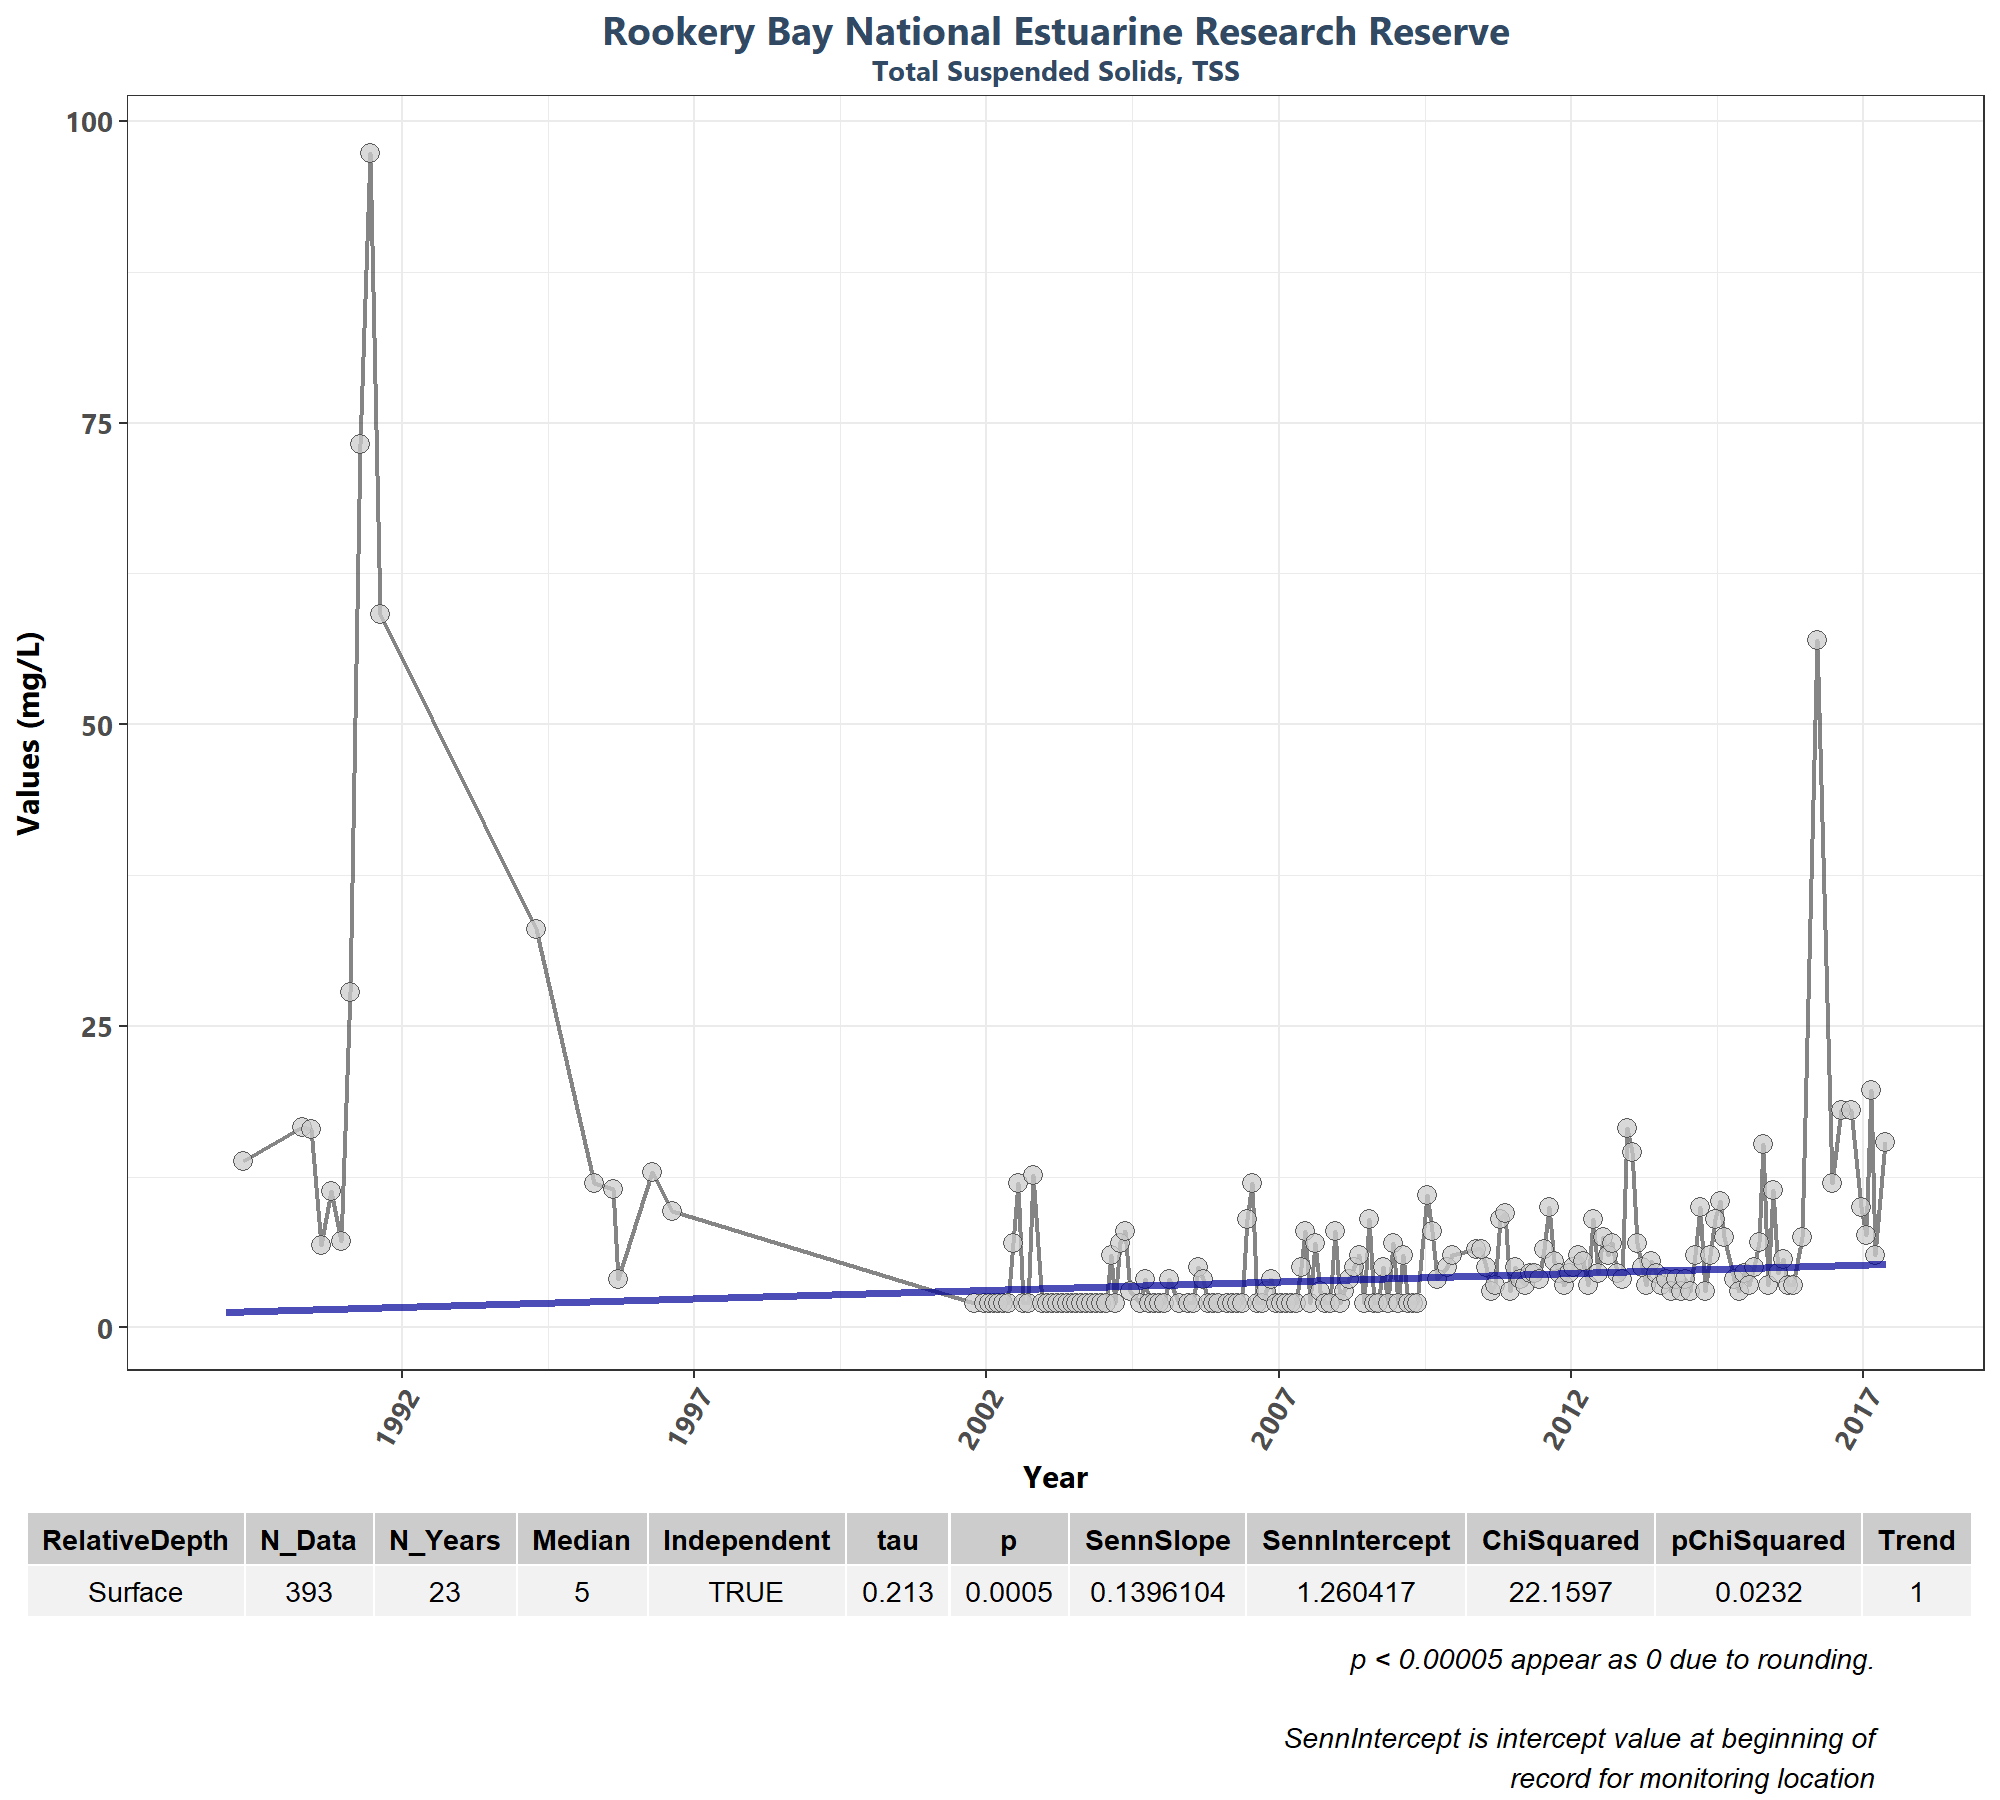 Rookery Bay National Estuarine Research Reserve
Total Suspended Solids, TSS
100
75
50
25
0
Values (mg/L)
1992
1997
2002
2007
2012
2017
Year
RelativeDepth N_Data N_Years Median Independent tau p SennSlope SennIntercept ChiSquared pChiSquared Trend
Surface 393 23 5 TRUE 0.213 0.0005 0.1396104 1.260417 22.1597 0.0232 1
p < 0.00005 appear as 0 due to rounding.
SennIntercept is intercept value at beginning of
record for monitoring location